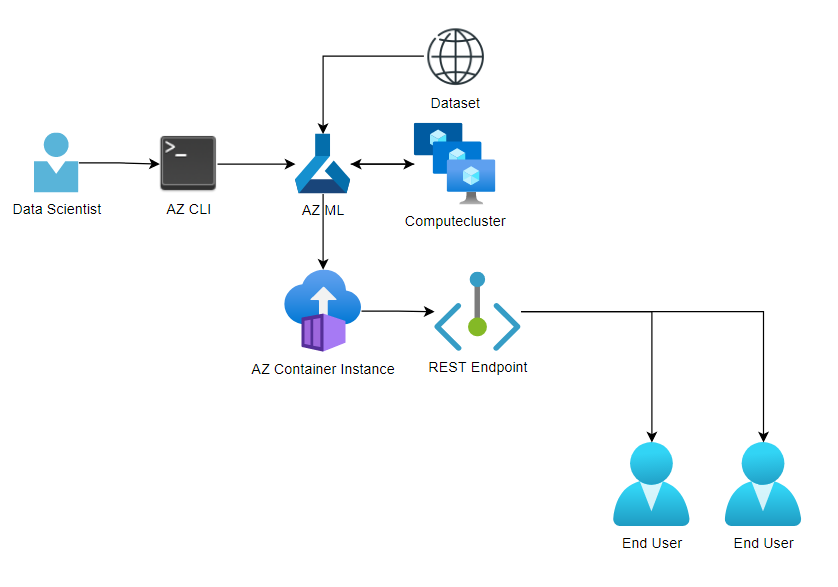 Dataset
Data Scientist
AZ CLI
AZ ML
Computecluster
AZ Container Instance
REST Endpoint
End User
End User